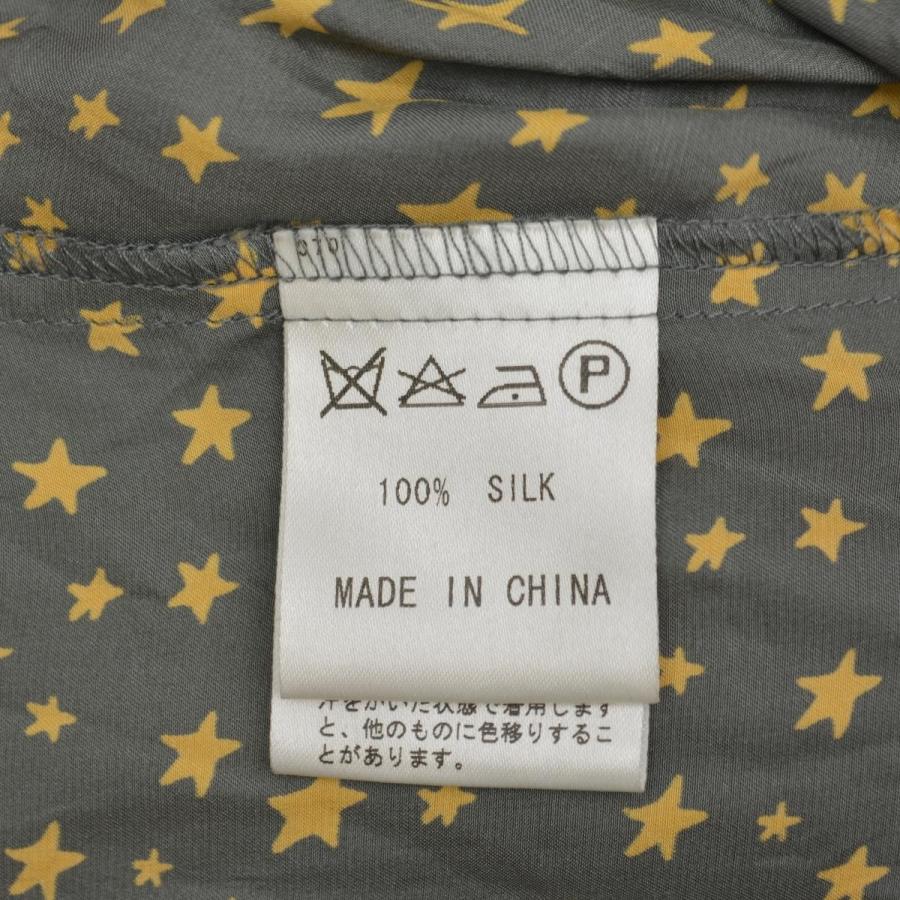 370
P
100% SILK
MADE IN CHINA
汗をかいた状態で着用します
と、他のものに色移りするこ
とがあります。